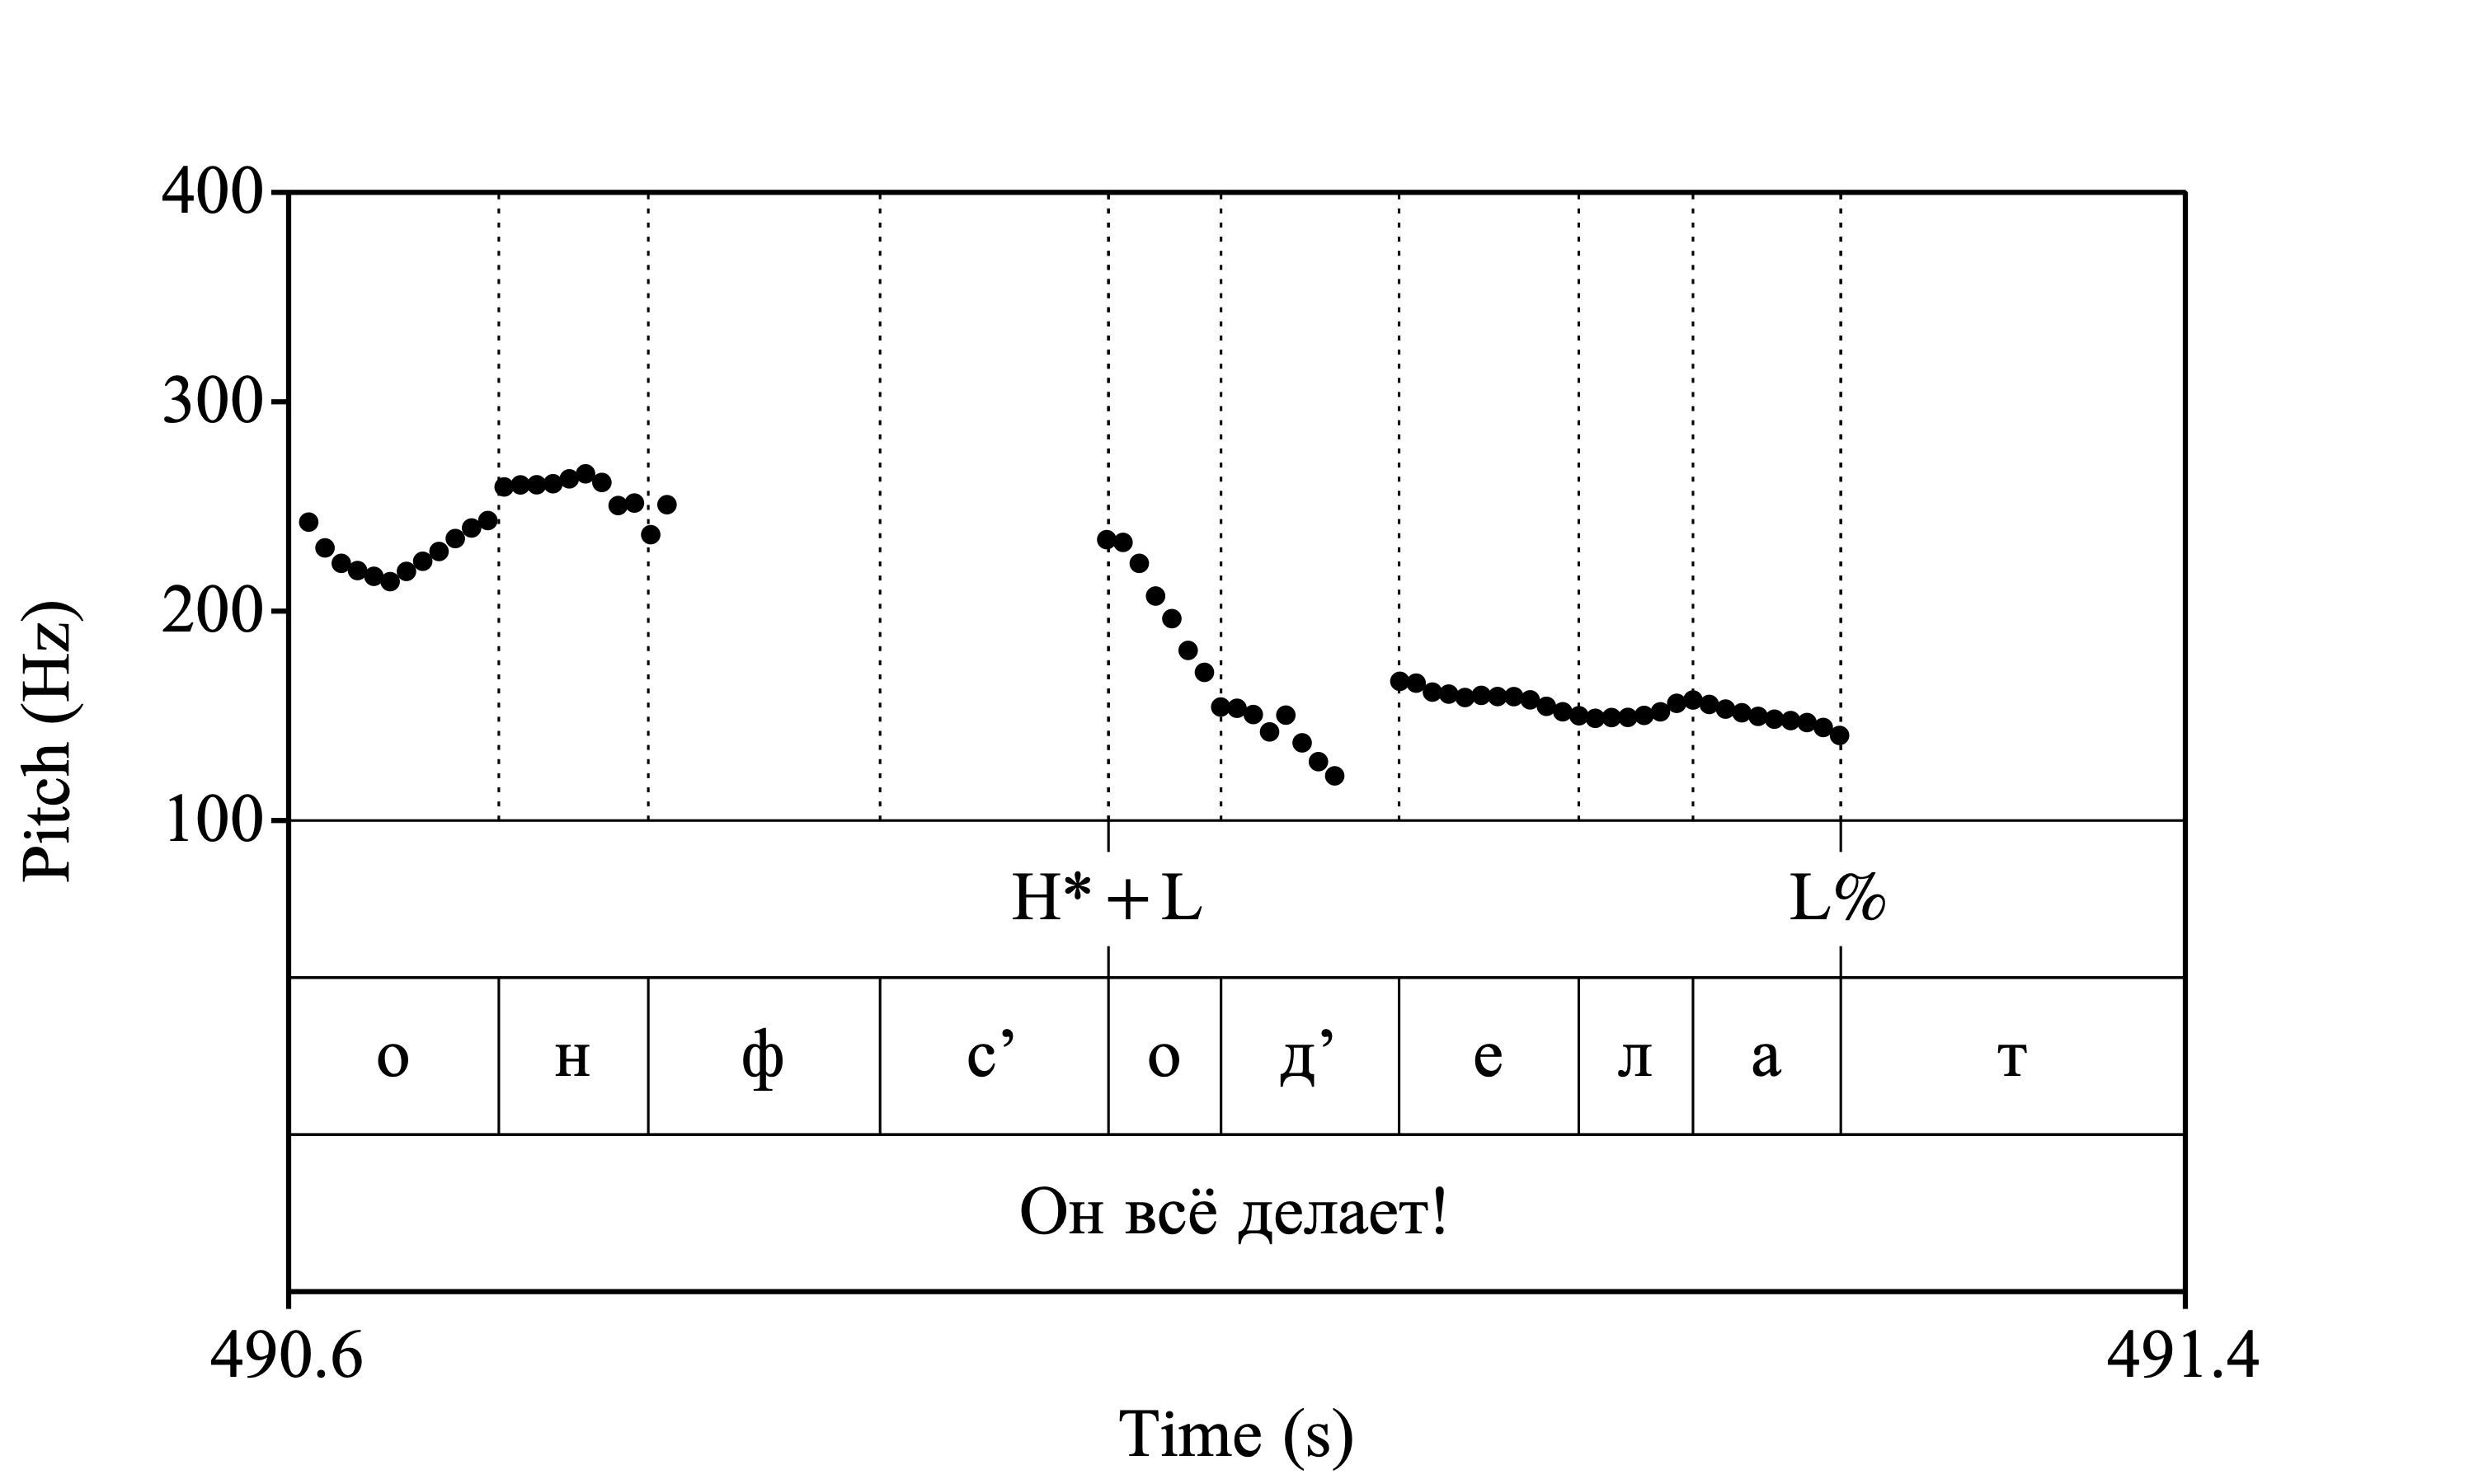 400
300
200
100
Pitch (Hz)
H*+L L%
о н ф с’ о д’ е л а т
Он всё делает!
490.6 491.4
Time (s)